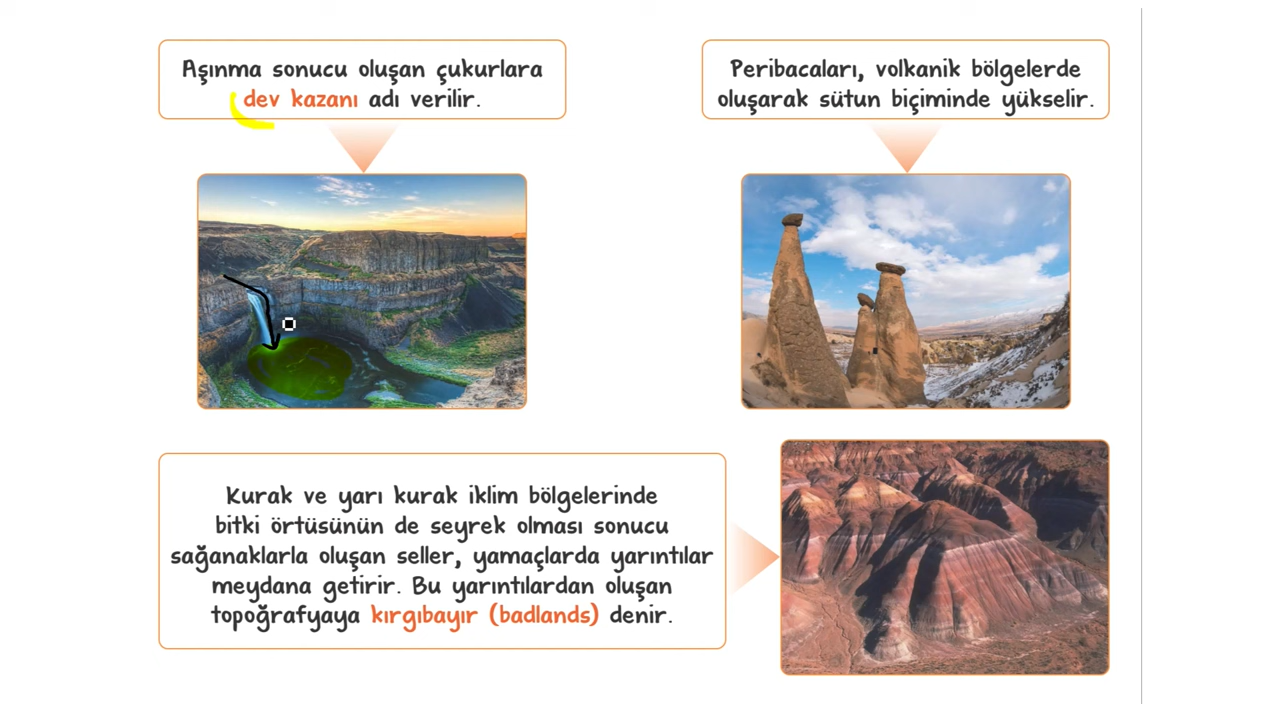 Aşınma sonucu oluşan çukurlara
dev kazanı adı verilir.
Peribacaları, volkanik bölgelerde
oluşarak sütun biçiminde yükselir.
Kurak ve yarı kurak iklim bölgelerinde
bitki örtüsünün de seyrek olması sonucu
sağanaklarla oluşan seller, yamaçlarda yarıntılar
meydana getirir. Bu yarıntılardan oluşan
topoğrafyaya kırgıbayır (badlands) denir.